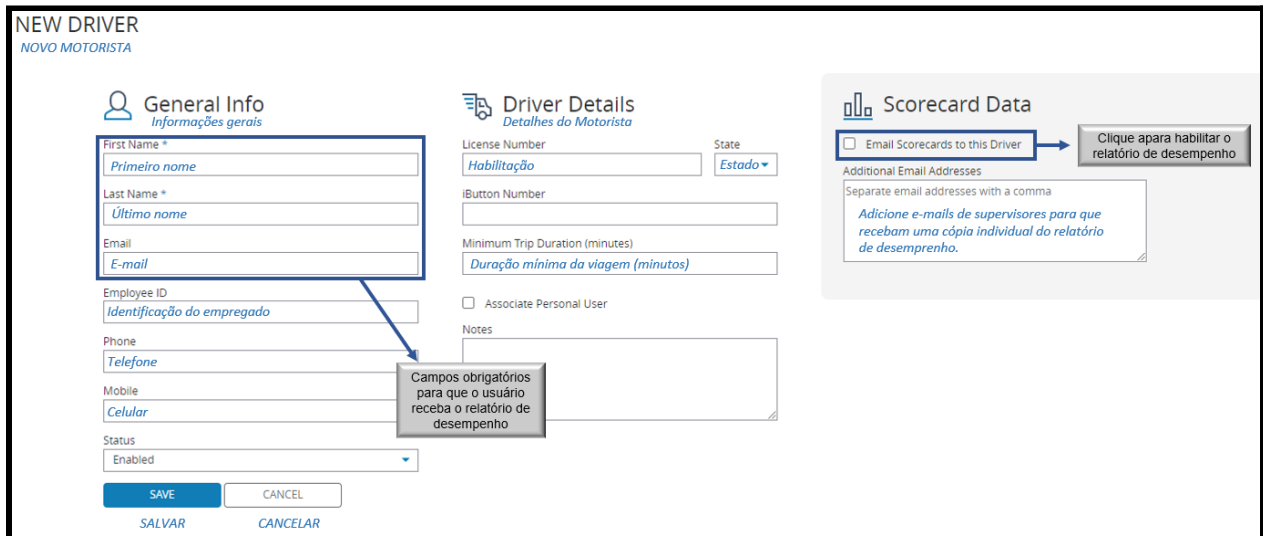 NEW DRIVER
NOVO MOTORISTA
General Info
Informações gerais
First Name *
Primeiro nome
Last Name *
Último nome
Email
E-mail
Employee ID
Identificação do empregado
Phone
Telefone
Mobile
Celular
Status
Enabled
SAVE
CANCEL
SALVAR
CANCELAR
Campos obrigatórios
para que o usuário
receba o relatório de
desempenho
Driver Details
Detalhes do Motorista
License Number
State
Habilitação
Estado
iButton Number
Minimum Trip Duration (minutes)
Duração mínima da viagem (minutos)
Associate Personal User
Notes
Scorecard Data
Email Scorecards to this Driver
Clique apara habilitar o
relatório de desempenho
Additional Email Addresses
Separate email addresses with a comma
Adicione e-mails de supervisores para que
recebam uma cópia individual do relatório
de desemprenho.